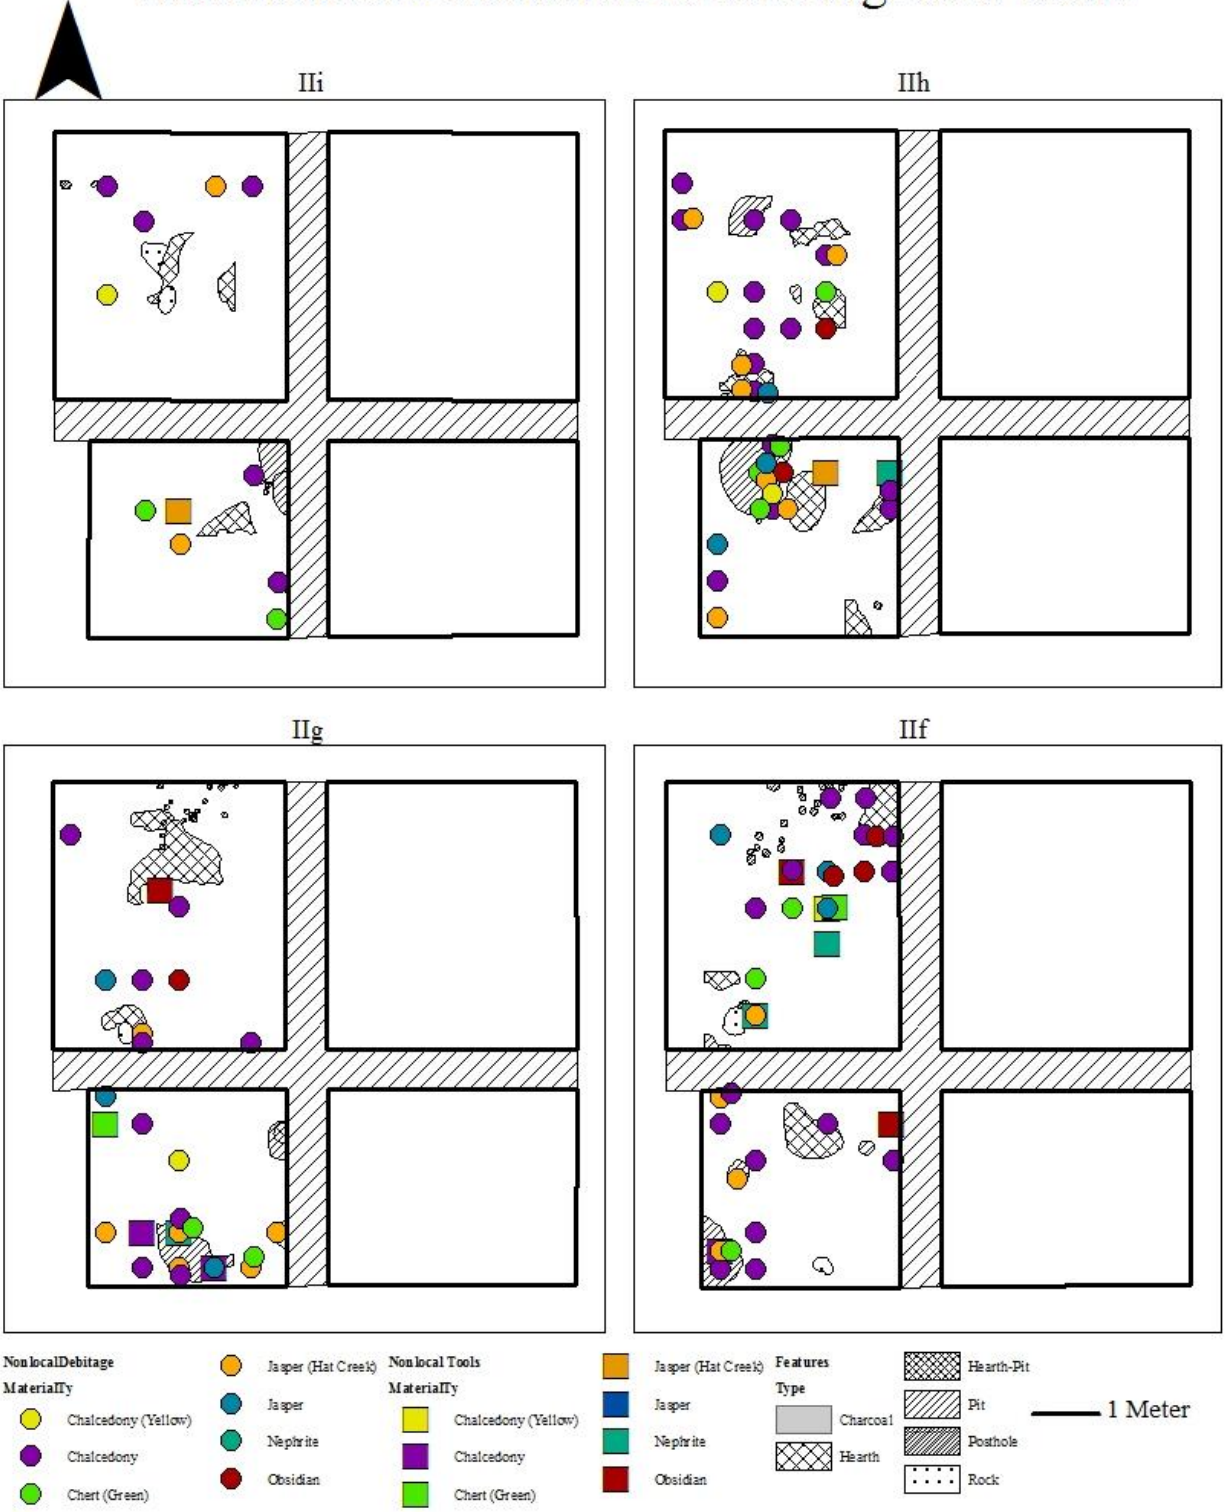 IIi
IIh
IIg
IIf
NonlocalDebitage
MaterialTy
Chalcedony (Yellow)
Chalcedony
Chert (Green)
Jasper (Hat Creek)
Jasper
Nephrite
Obsidian
Nonlocal Tools
MaterialTy
Chalcedony (Yellow)
Chalcedony
Chert (Green)
Jasper (Hat Creek)
Jasper
Nephrite
Obsidian
Features
Type
Charcoal
Hearth
Hearth-Pit
Pit
Posthole
Rock
1 Meter